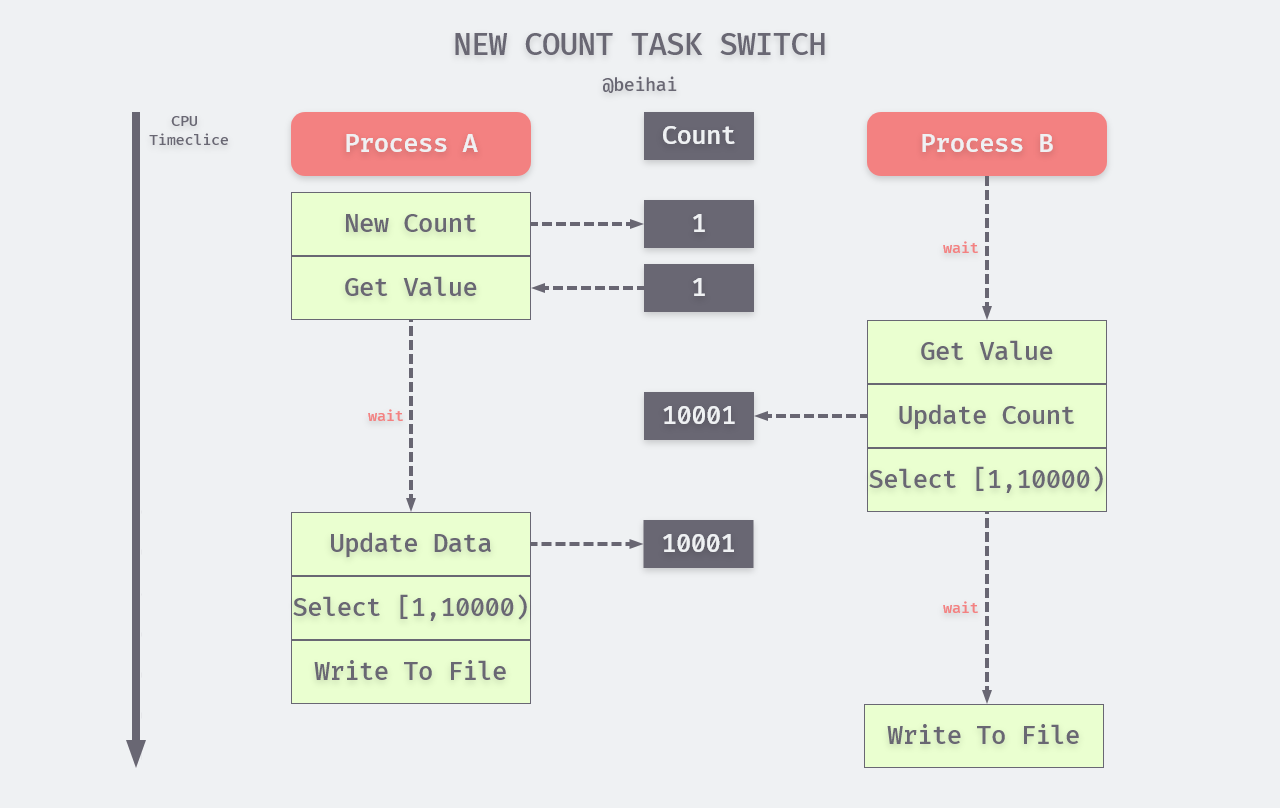 NEW COUNT TASK SWITCH
@beihai
CPU
Timeclice
Process A
Count
Process B
New Count
1
wait
Get Value
1
Get Value
wait
10001
Update Count
Select [1,10000)
Update Data
10001
Select [1,10000)
wait
Write To File
Write To File